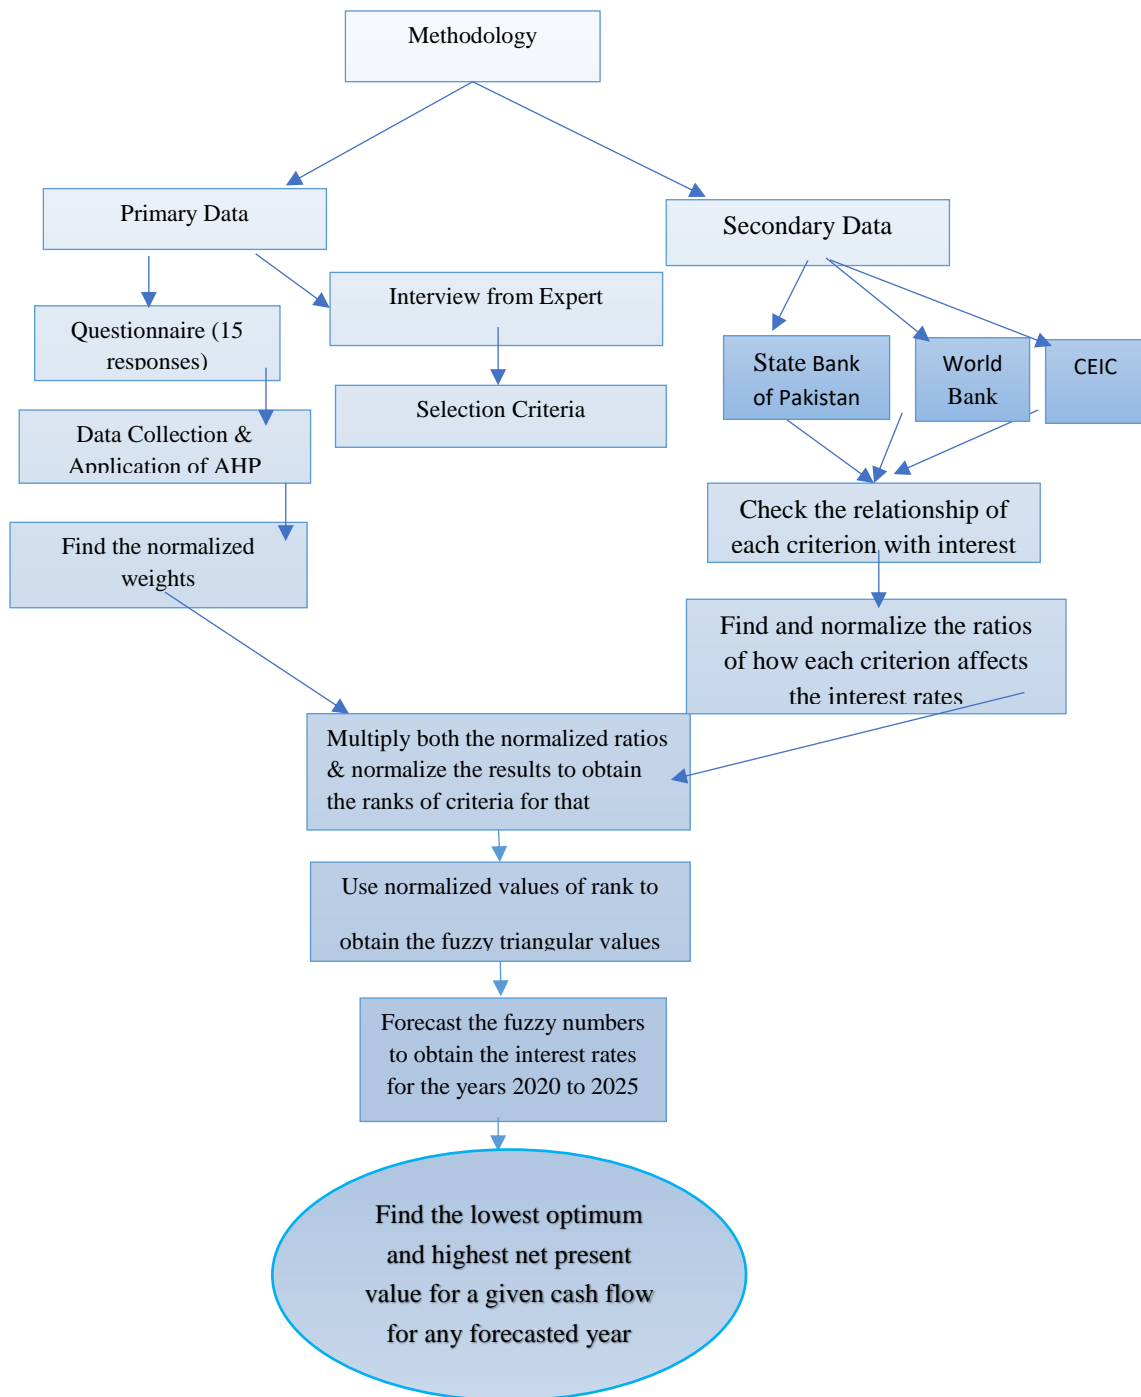 Methodology
Primary Data
Secondary Data
Questionnaire (15
responses)
Interview from Expert
State Bank
of Pakistan
World
Bank
CEIC
Data Collection &
Application of AHP
Selection Criteria
Find the normalized
weights
Check the relationship of
each criterion with interest
Find and normalize the ratios
of how each criterion affects
the interest rates
Multiply both the normalized ratios
& normalize the results to obtain
the ranks of criteria for that
Use normalized values of rank to
obtain the fuzzy triangular values
Forecast the fuzzy numbers
to obtain the interest rates
for the years 2020 to 2025
Find the lowest optimum
and highest net present
value for a given cash flow
for any forecasted year